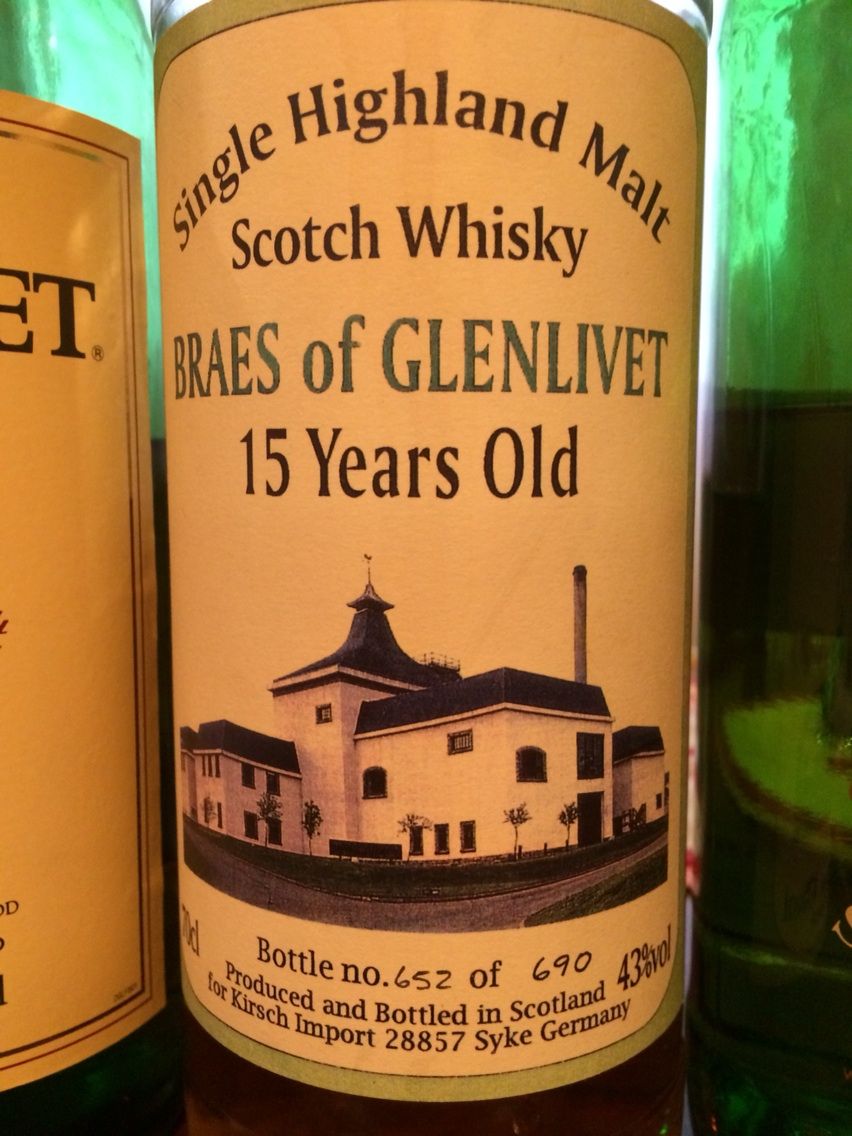 Single Highland Malt
Scotch Whisky
BRAES of GLENLIVET
15 Years Old
70cl
Bottle no. 652 of 690
43%vol
Produced and Bottled in Scotland
for Kirsch Import 28857 Syke Germany
ET®